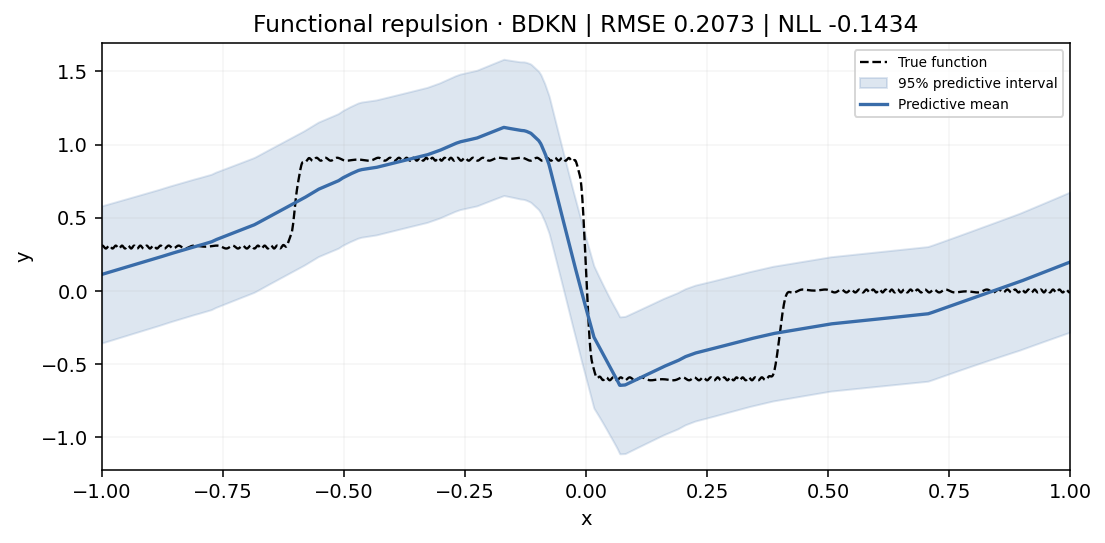 Functional repulsion · BDKN | RMSE 0.2073 | NLL -0.1434
True function
95% predictive interval
Predictive mean
1.5
1.0
0.5
0.0
−0.5
−1.0
y
−1.00 −0.75 −0.50 −0.25 0.00 0.25 0.50 0.75 1.00
x